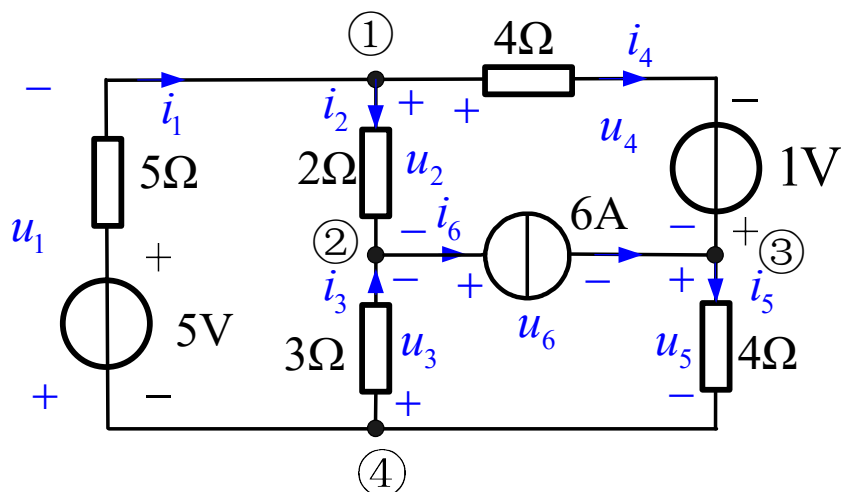 ① 4Ω i₄
− i₁ i₂ + + −
5Ω 2Ω u₂ u₄ 1V
u₁ + ② − i₆ 6A − + ③
i₃ − + − + i₅
5V 3Ω u₃ u₆ u₅ 4Ω
+ − + −
④